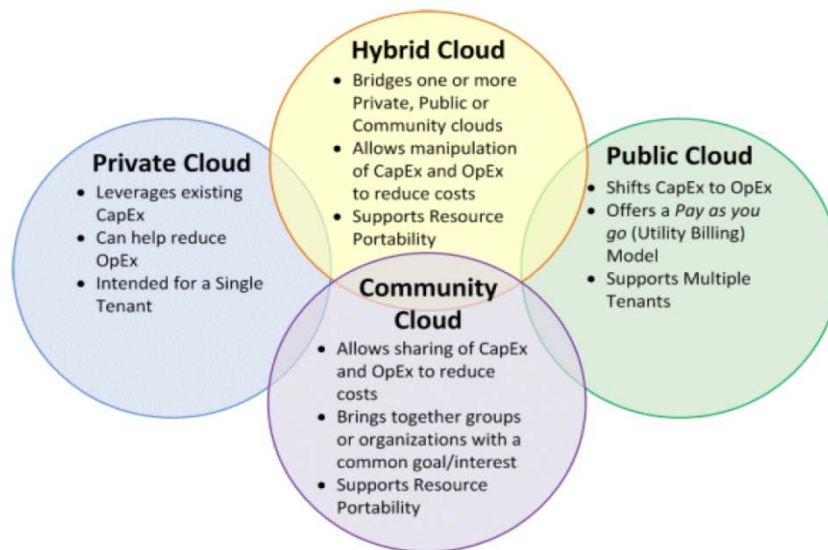 Hybrid Cloud
• Bridges one or more
Private, Public or
Community clouds
• Allows manipulation
of CapEx and OpEx
to reduce costs
• Supports Resource
Portability
Private Cloud
• Leverages existing
CapEx
• Can help reduce
OpEx
• Intended for a Single
Tenant
Public Cloud
• Shifts CapEx to OpEx
• Offers a Pay as you
go (Utility Billing)
Model
• Supports Multiple
Tenants
Community
Cloud
• Allows sharing of CapEx
and OpEx to reduce
costs
• Brings together groups
or organizations with a
common goal/interest
• Supports Resource
Portability